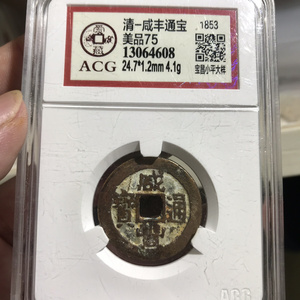 清-咸丰通宝
1853
美品75
13064608
ACG
24.7*1.2mm 4.1g
宝昌小平大样
咸
豐
通
寶
ACG